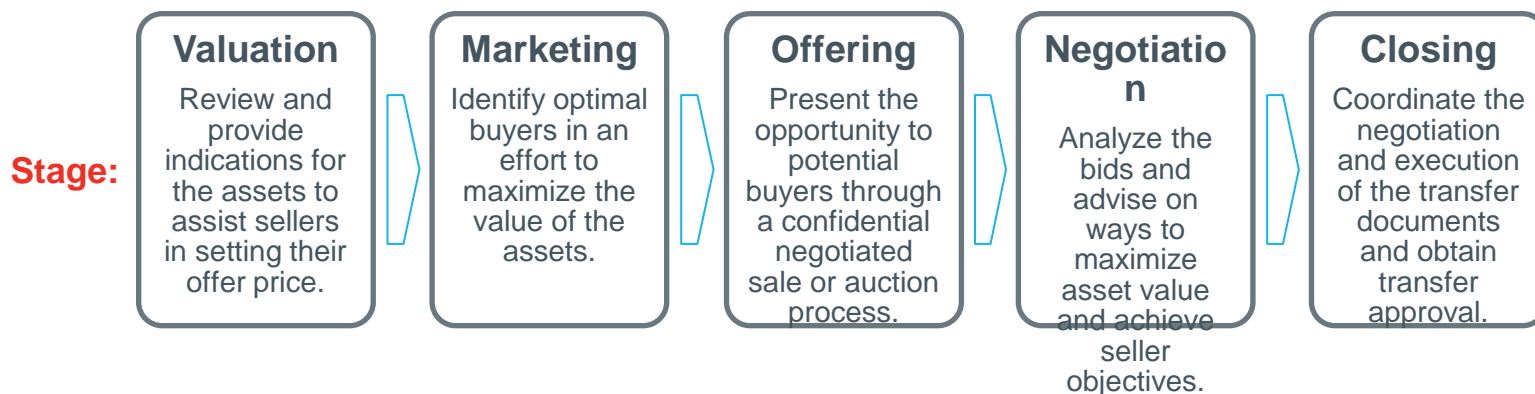 Stage:
Valuation
Review and
provide
indications for
the assets to
assist sellers
in setting their
offer price.
Marketing
Identify optimal
buyers in an
effort to
maximize the
value of the
assets.
Offering
Present the
opportunity to
potential
buyers through
a confidential
negotiated
sale or auction
process.
Negotiatio
n
Analyze the
bids and
advise on
ways to
maximize
asset value
and achieve
seller
objectives.
Closing
Coordinate the
negotiation
and execution
of the transfer
documents
and obtain
transfer
approval.